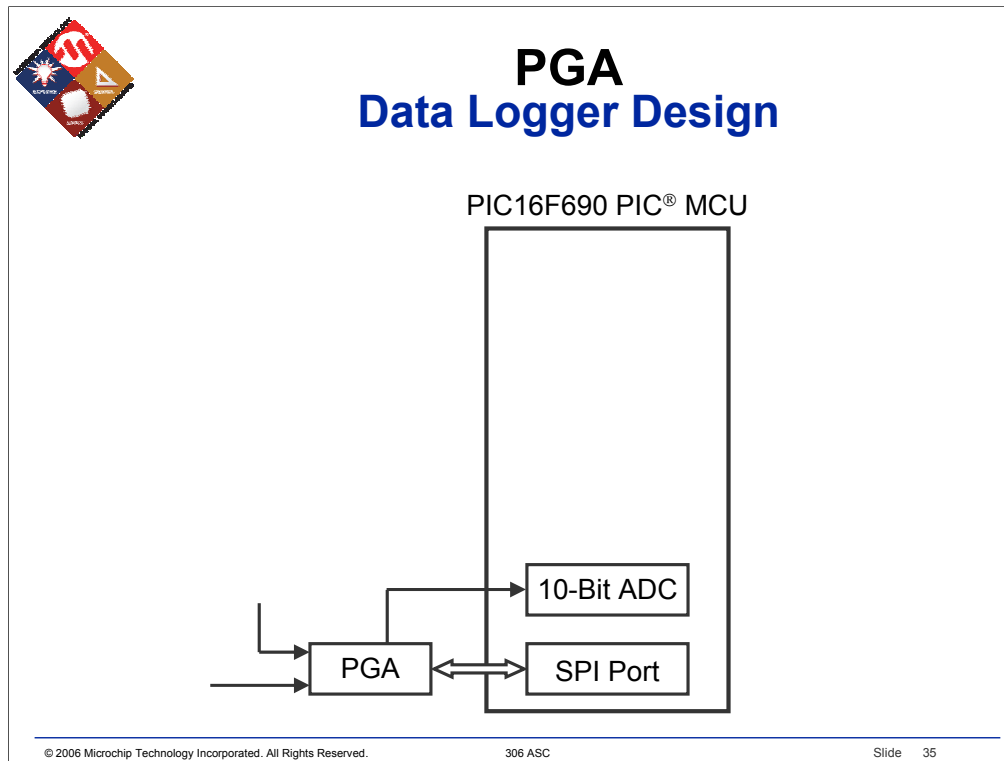 PGA
Data Logger Design
PIC16F690 PIC® MCU
10-Bit ADC
PGA
SPI Port
© 2006 Microchip Technology Incorporated. All Rights Reserved.
306 ASC
Slide 35